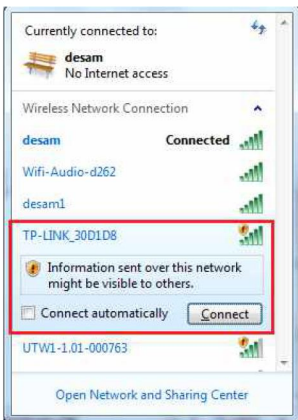 Currently connected to:
desam
No Internet access
Wireless Network Connection
desam Connected
Wifi-Audio-d262
desam1
TP-LINK_30D1D8
Information sent over this network
might be visible to others.
Connect automatically Connect
UTW1-1.01-000763
Open Network and Sharing Center